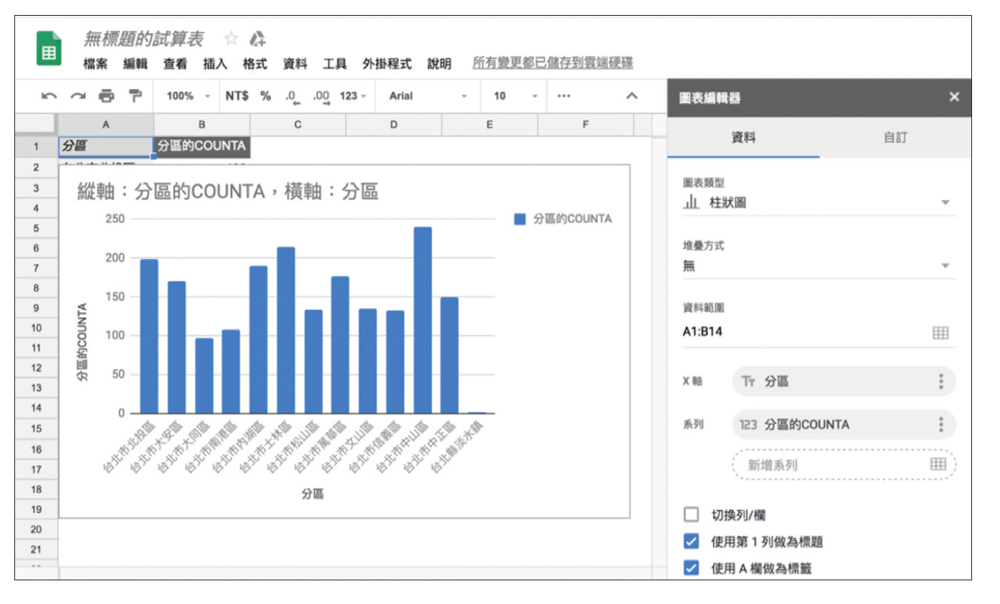 無標題的試算表
檔案 編輯 查看 插入 格式 資料 工具 外掛程式 說明 所有變更都已儲存到雲端硬碟
100% NT$ % .0 .00 123 Arial 10
圖表編輯器
A B C D E F
資料 自訂
1 分區 分區的COUNTA
2
3
4
5
6
7
8
9
10
11
12
13
14
15
16
17
18
19
20
21
縱軸：分區的COUNTA，橫軸：分區
分區的COUNTA
250
200
150
100
50
0
分區的COUNTA
台北市北投區
台北市大安區
台北市大同區
台北市南港區
台北市內湖區
台北市士林區
台北市松山區
台北市萬華區
台北市文山區
台北市信義區
台北市中山區
台北市中正區
台北縣淡水鎮
分區
圖表類型
柱狀圖
堆疊方式
無
資料範圍
A1:B14
X 軸 Tт 分區
系列 123 分區的COUNTA
新增系列
切換列/欄
使用第 1 列做為標題
使用 A 欄做為標籤